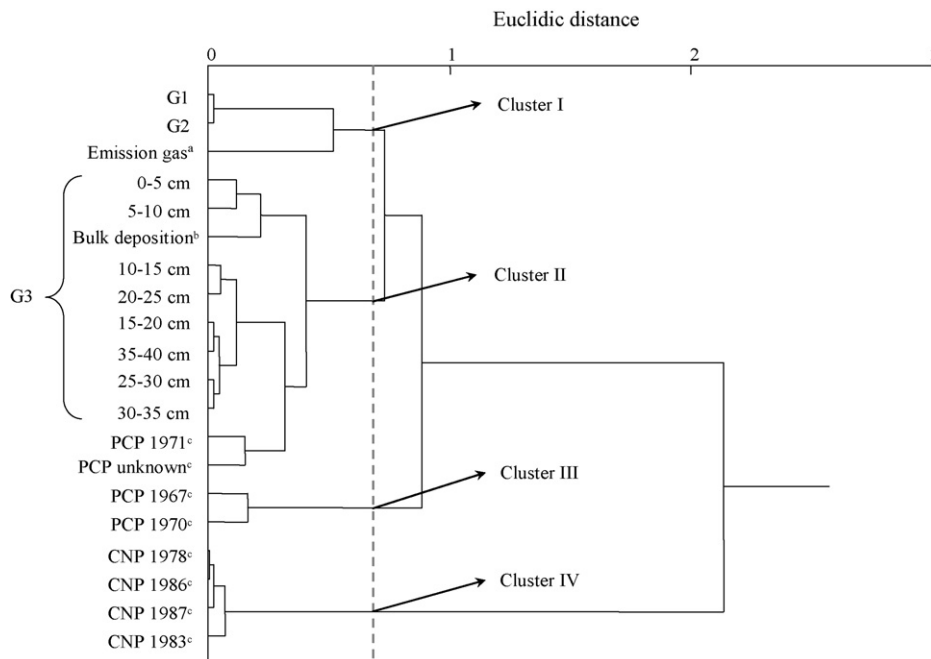 Euclidic distance
0 1 2
G1
Cluster I
G2
Emission gasᵃ
0-5 cm
5-10 cm
Bulk depositionᵇ
10-15 cm
Cluster II
G3
20-25 cm
15-20 cm
35-40 cm
25-30 cm
30-35 cm
PCP 1971ᶜ
PCP unknownᶜ
Cluster III
PCP 1967ᶜ
PCP 1970ᶜ
CNP 1978ᶜ
Cluster IV
CNP 1986ᶜ
CNP 1987ᶜ
CNP 1983ᶜ